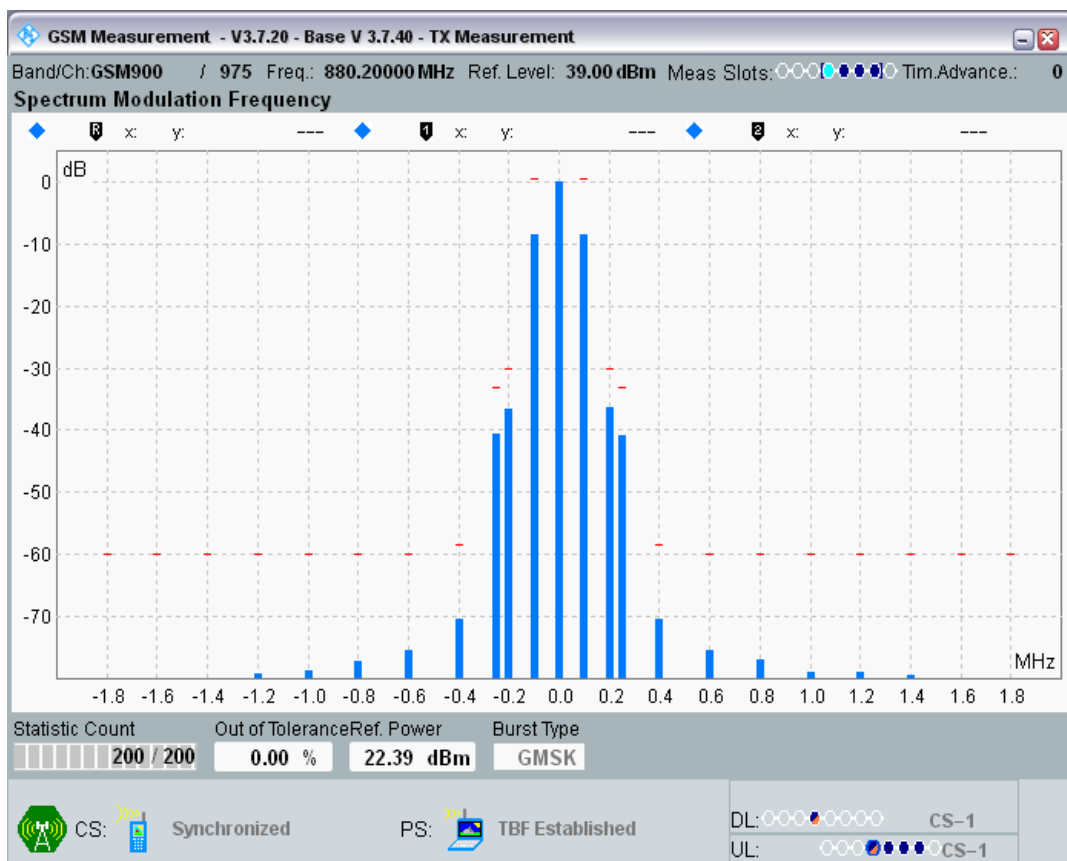 GSM Measurement - V3.7.20 - Base V 3.7.40 - TX Measurement
Band/Ch:GSM900 / 975 Freq.: 880.20000 MHz Ref. Level: 39.00 dBm Meas Slots: Tim.Advance.: 0
Spectrum Modulation Frequency
R x: y: --- 1 x: y: --- 2 x: y: ---
dB
0
-10
-20
-30
-40
-50
-60
-70
MHz
-1.8 -1.6 -1.4 -1.2 -1.0 -0.8 -0.6 -0.4 -0.2 0.0 0.2 0.4 0.6 0.8 1.0 1.2 1.4 1.6 1.8
Statistic Count Out of Tolerance Ref. Power Burst Type
200 / 200 0.00 % 22.39 dBm GMSK
CS: Synchronized PS: TBF Established DL: CS-1
UL: CS-1